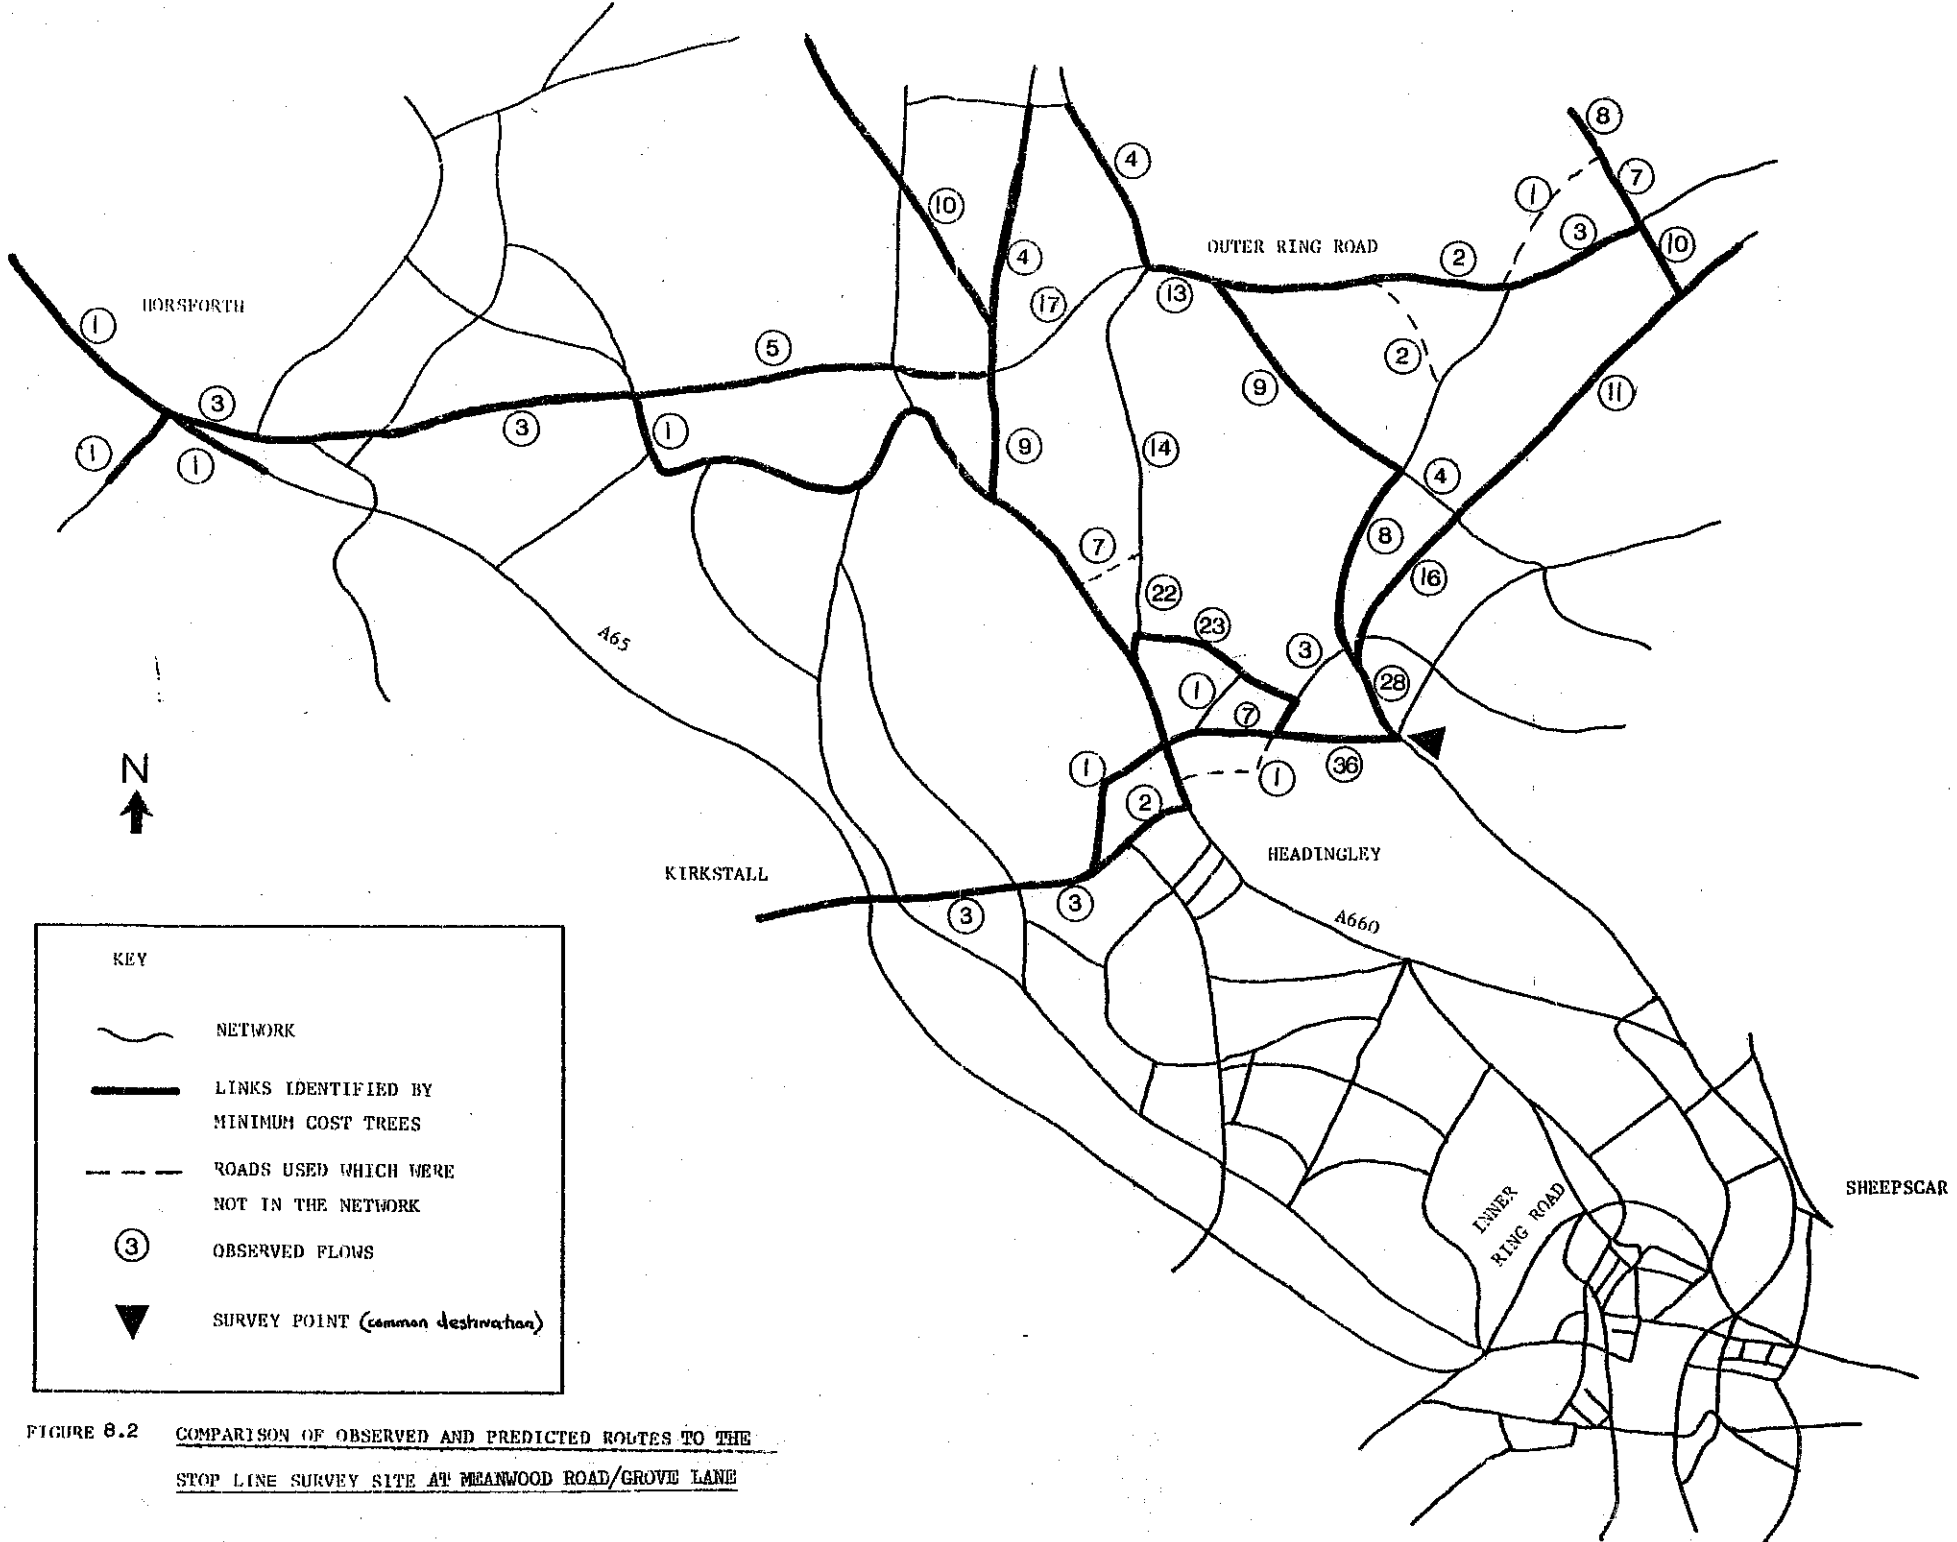 8
4
7
1
10
3
OUTER RING ROAD
10
4
2
HORSFORTH
17
13
1
5
2
9
11
3
3
1
9
14
4
1
1
8
7
16
22
23
A65
3
1
28
7
N
1
36
1
2
HEADINGLEY
KIRKSTALL
3
3
A660
KEY
NETWORK
LINKS IDENTIFIED BY
MINIMUM COST TREES
ROADS USED WHICH WERE
NOT IN THE NETWORK
3
OBSERVED FLOWS
SURVEY POINT (common destination)
INNER
RING ROAD
SHEEPSCAR
FIGURE 8.2 COMPARISON OF OBSERVED AND PREDICTED ROUTES TO THE
STOP LINE SURVEY SITE AT MEANWOOD ROAD/GROVE LANE